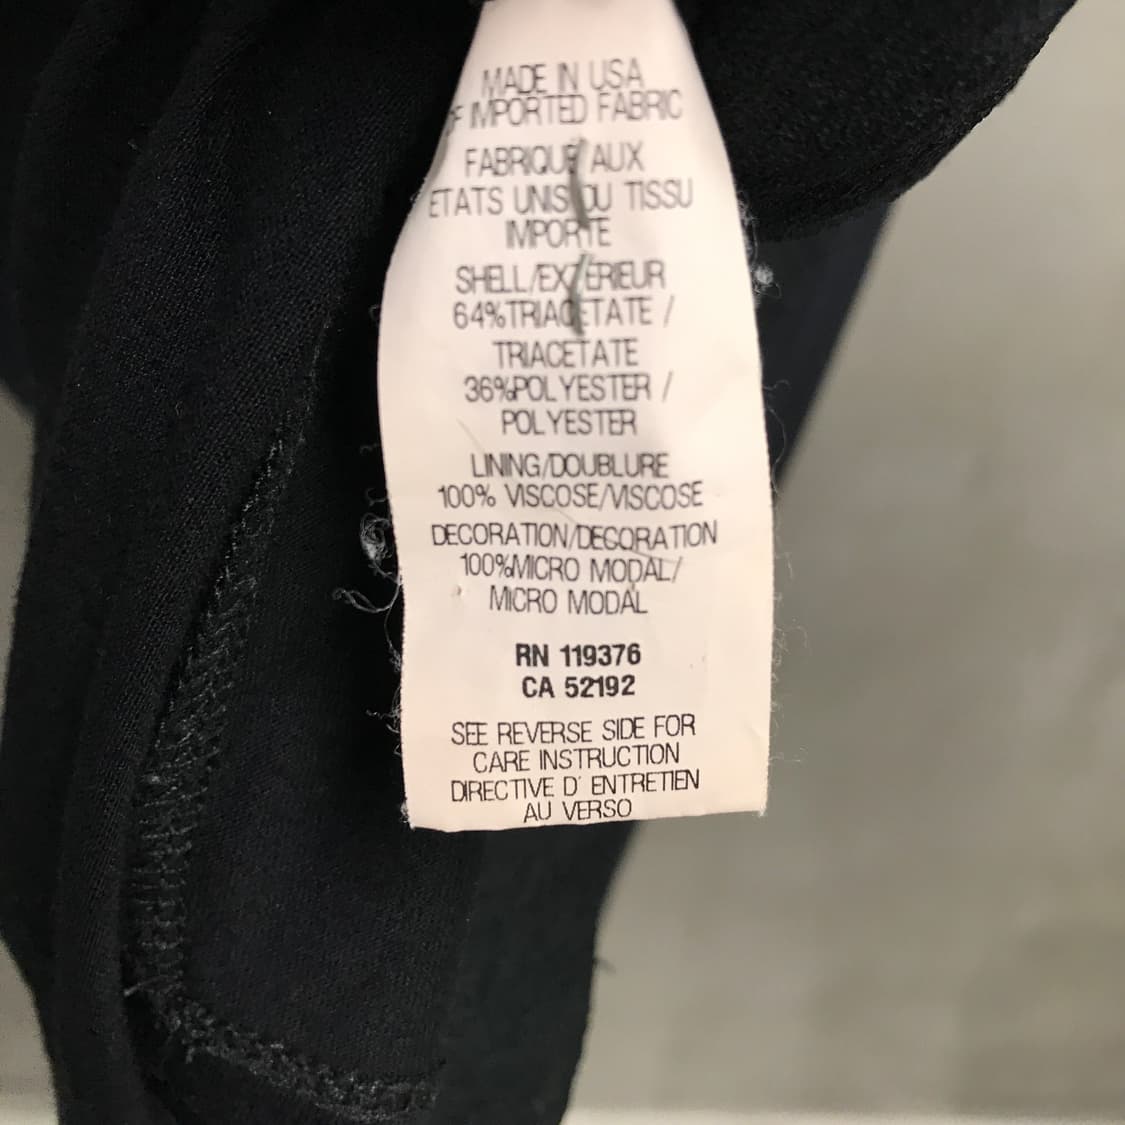 MADE IN USA
OF IMPORTED FABRIC
FABRIQUE AUX
ETATS UNIS DU TISSU
IMPORTE
SHELL/EXTERIEUR
64%TRIACETATE /
TRIACETATE
36%POLYESTER /
POLYESTER
LINING/DOUBLURE
100% VISCOSE/VISCOSE
DECORATION/DECORATION
100%MICRO MODAL/
MICRO MODAL
RN 119376
CA 52192
SEE REVERSE SIDE FOR
CARE INSTRUCTION
DIRECTIVE D' ENTRETIEN
AU VERSO